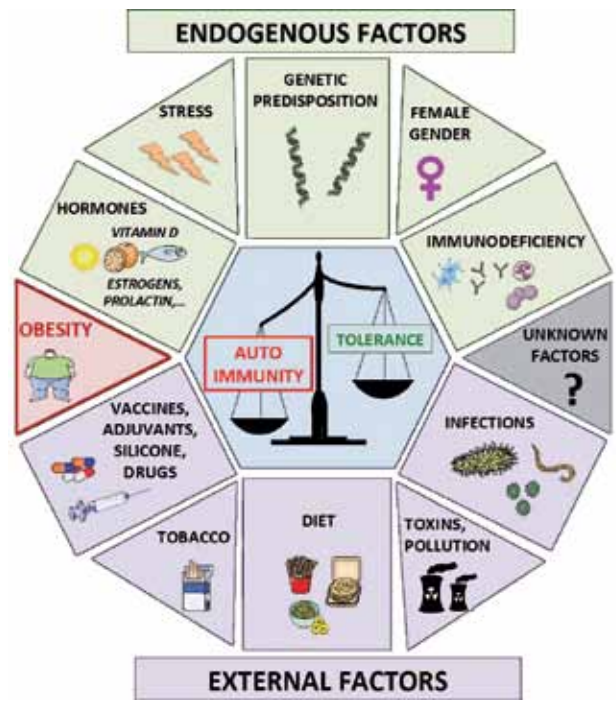 ENDOGENOUS FACTORS
GENETIC
PREDISPOSITION
STRESS
FEMALE
GENDER
HORMONES
VITAMIN D
ESTROGENS,
PROLACTIN,...
IMMUNODEFICIENCY
OBESITY
AUTO
IMMUNITY
TOLERANCE
UNKNOWN
FACTORS
?
VACCINES,
ADJUVANTS,
SILICONE,
DRUGS
INFECTIONS
TOBACCO
DIET
TOXINS,
POLLUTION
EXTERNAL FACTORS